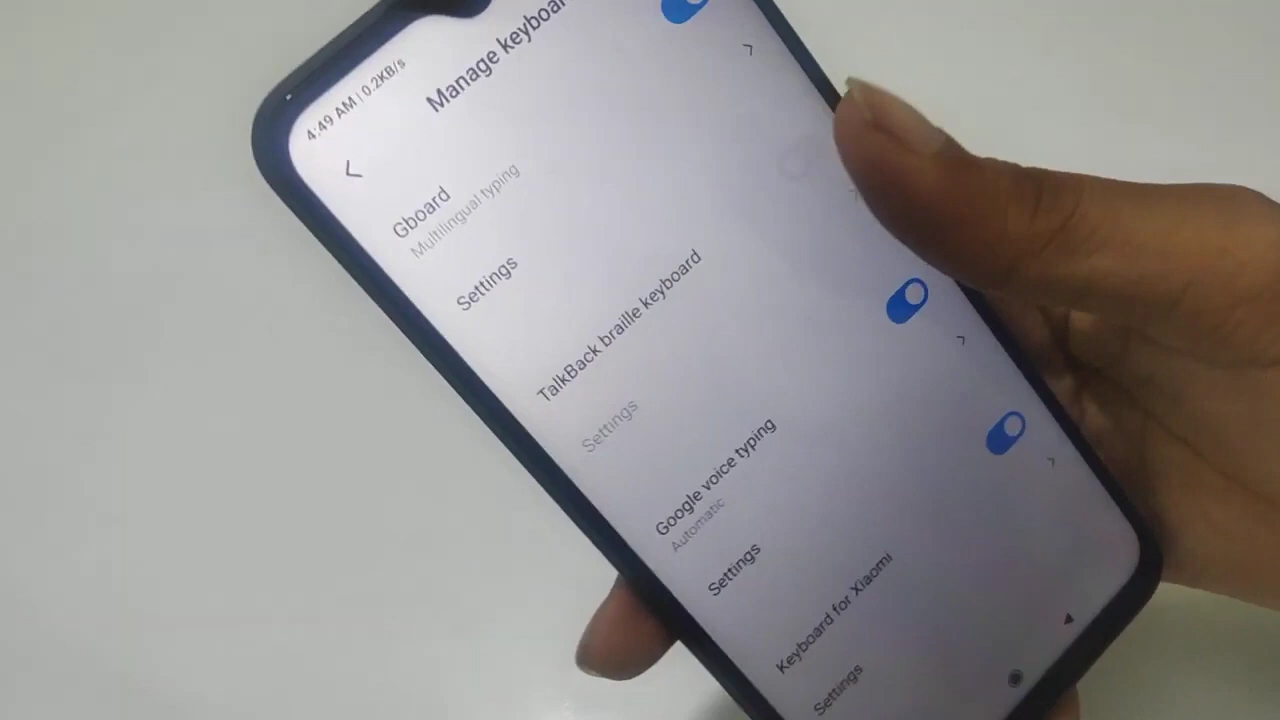 4:49 AM | 0.2KB/s
Manage keyboar
Gboard
Multilingual typing
Settings
TalkBack braille keyboard
Settings
Google voice typing
Automatic
Settings
Keyboard for Xiaomi
Settings